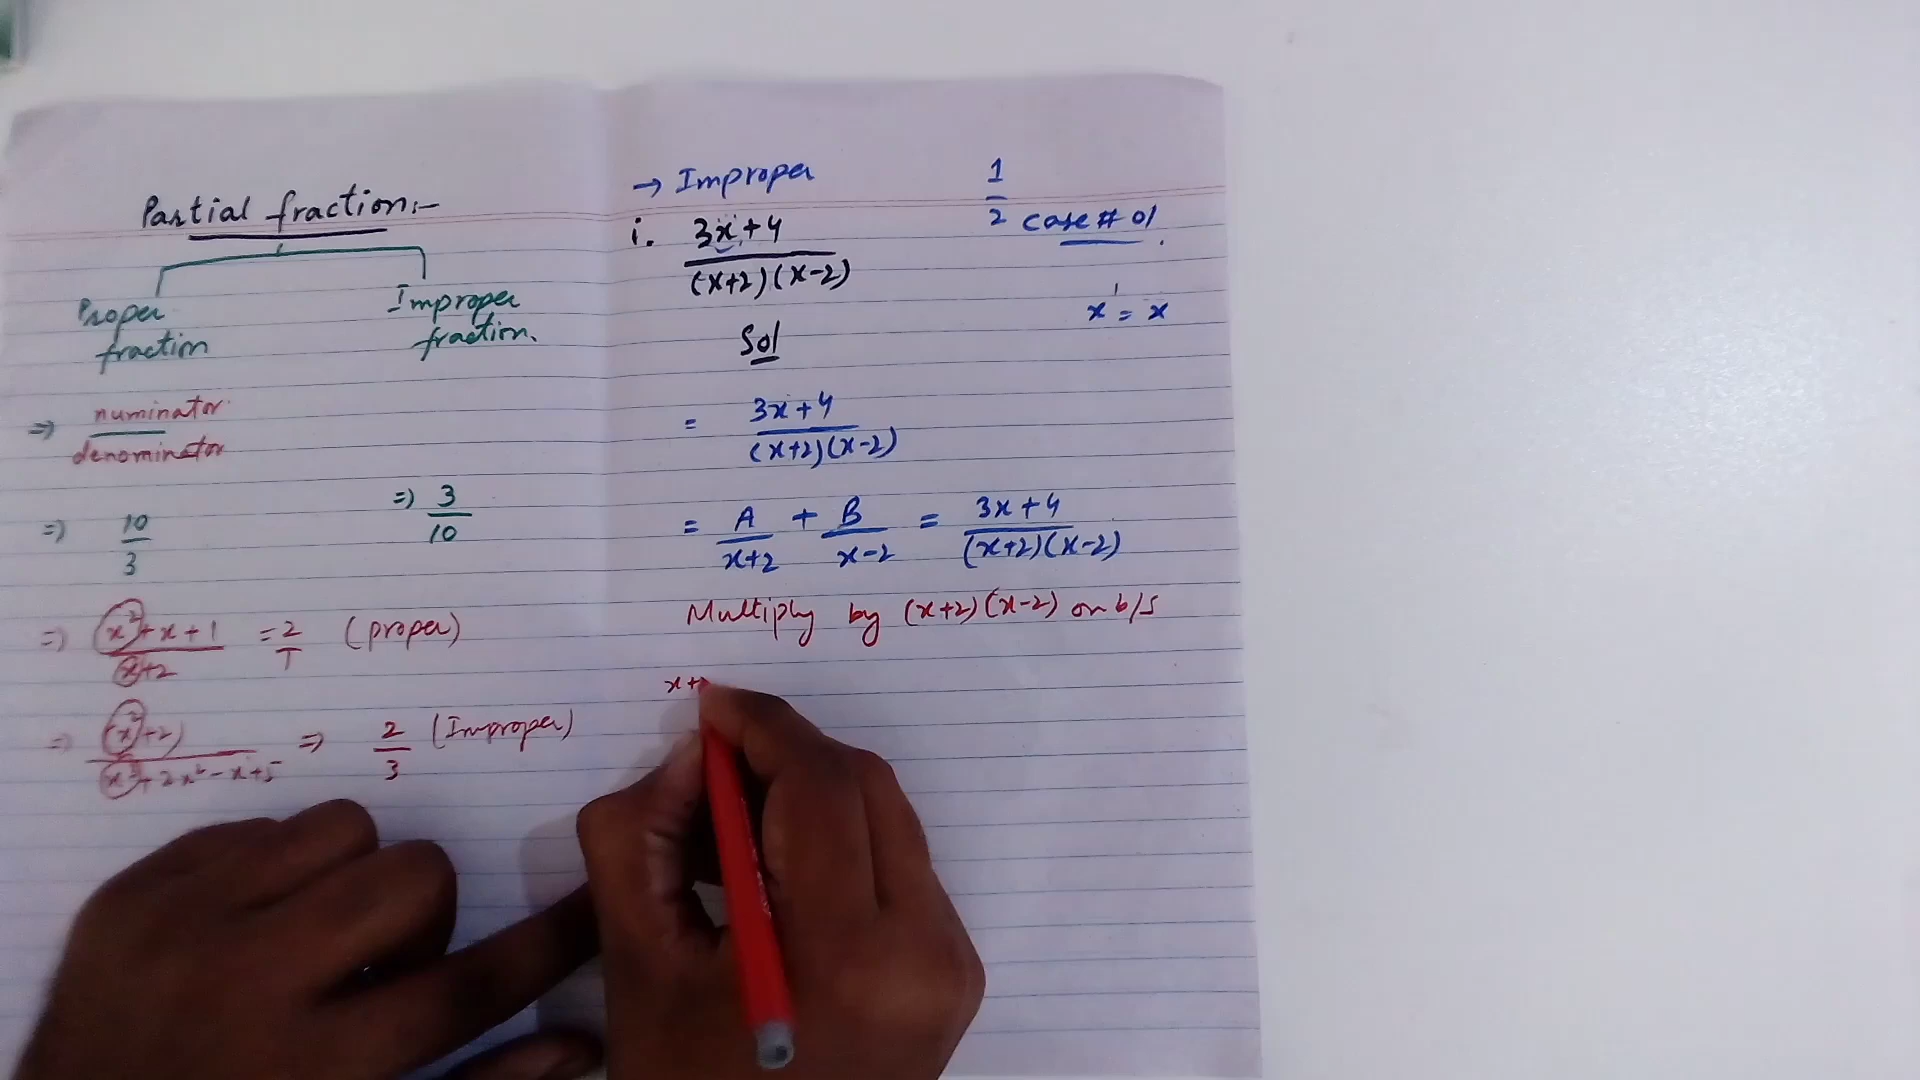 Partial fraction:-
Proper fraction
Improper fraction.
=> numinator
denominator
=> 10
3
=> 3
10
=> x²+x+1 = 2 (proper)
x+2 1
=> (x²+2) => 2 (Improper)
x³+2x²-x+5 3
→ Improper
1
2
case # 01.
i. 3x+4
(x+2)(x-2)
x¹ = x
Sol
= 3x+4
(x+2)(x-2)
= A + B = 3x+4
x+2 x-2 (x+2)(x-2)
Multiply by (x+2)(x-2) on b/s
x+